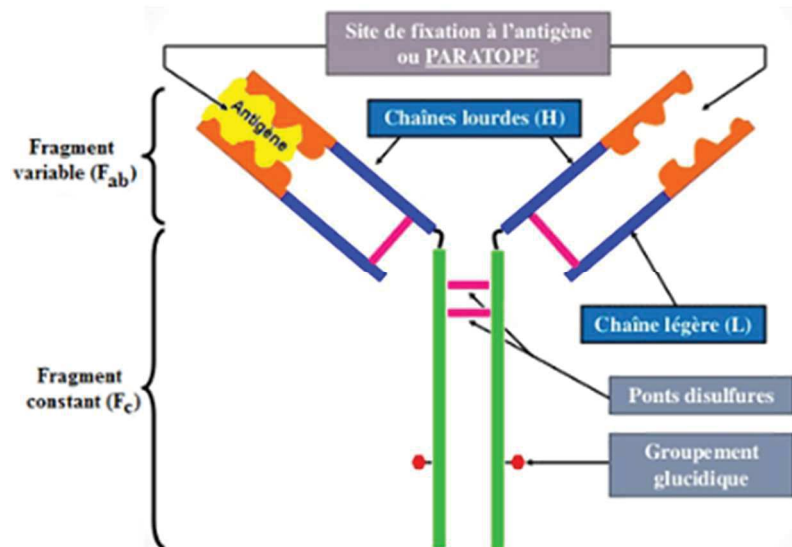 Site de fixation à l'antigène
ou PARATOPE
Antigène
Chaînes lourdes (H)
Fragment
variable (Fab)
Chaîne légère (L)
Fragment
constant (Fc)
Ponts disulfures
Groupement
glucidique